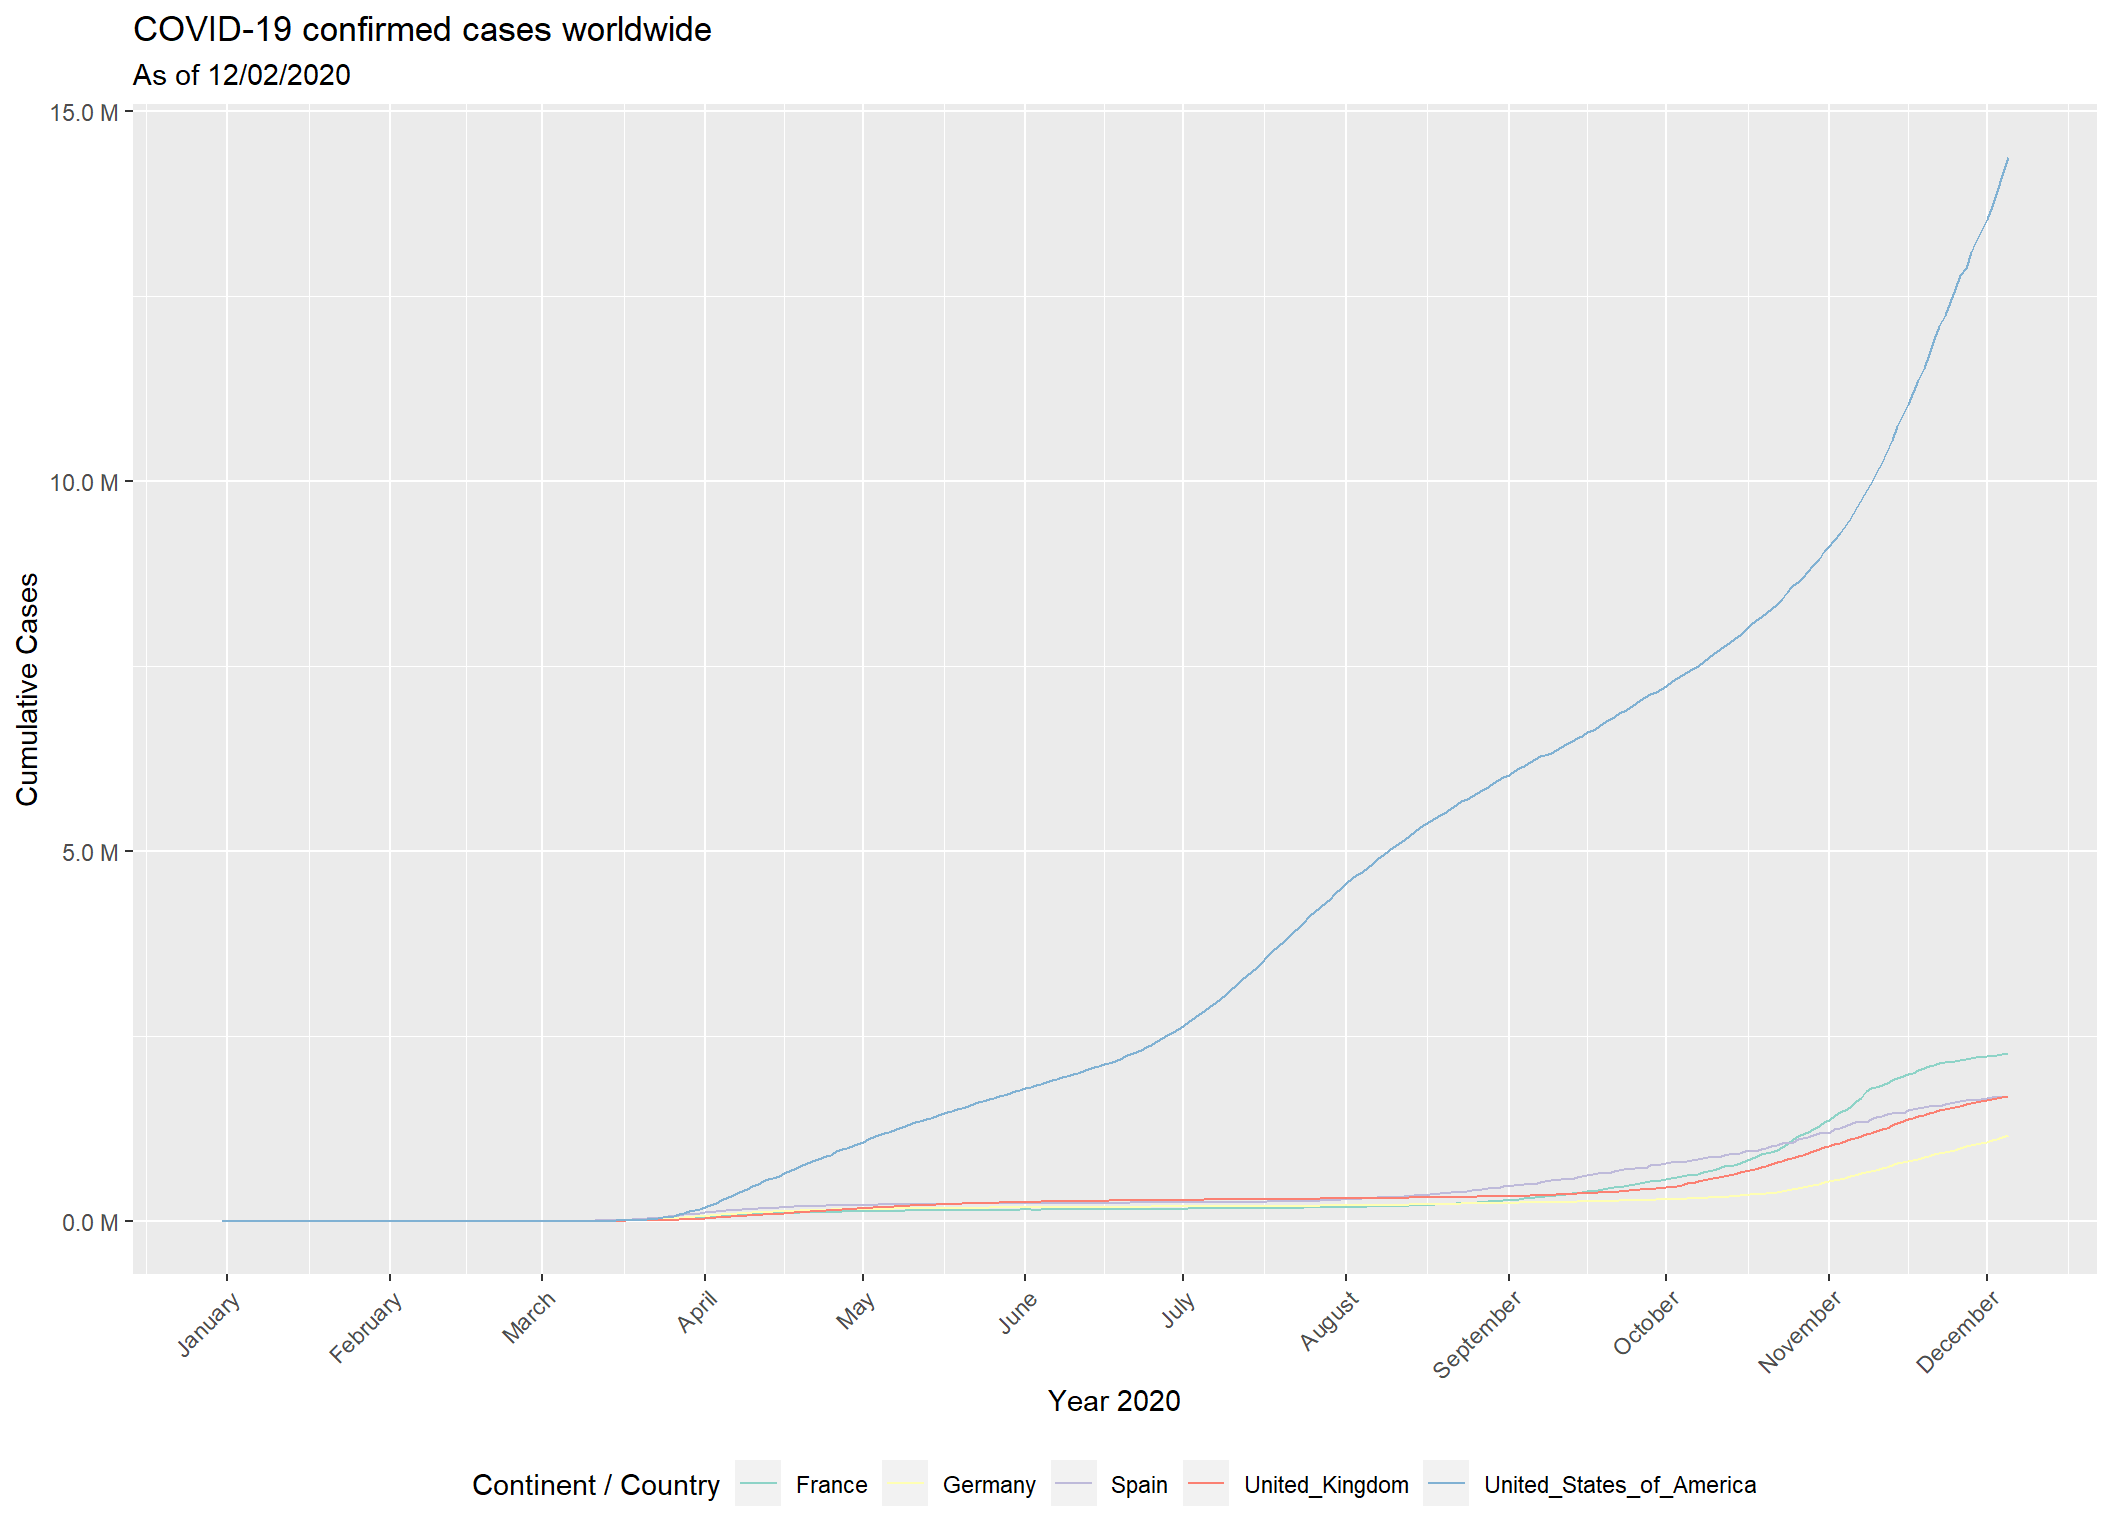 COVID-19 confirmed cases worldwide
As of 12/02/2020
15.0 M
10.0 M
5.0 M
0.0 M
Cumulative Cases
January
February
March
April
May
June
July
August
September
October
November
December
Year 2020
Continent / Country France Germany Spain United_Kingdom United_States_of_America